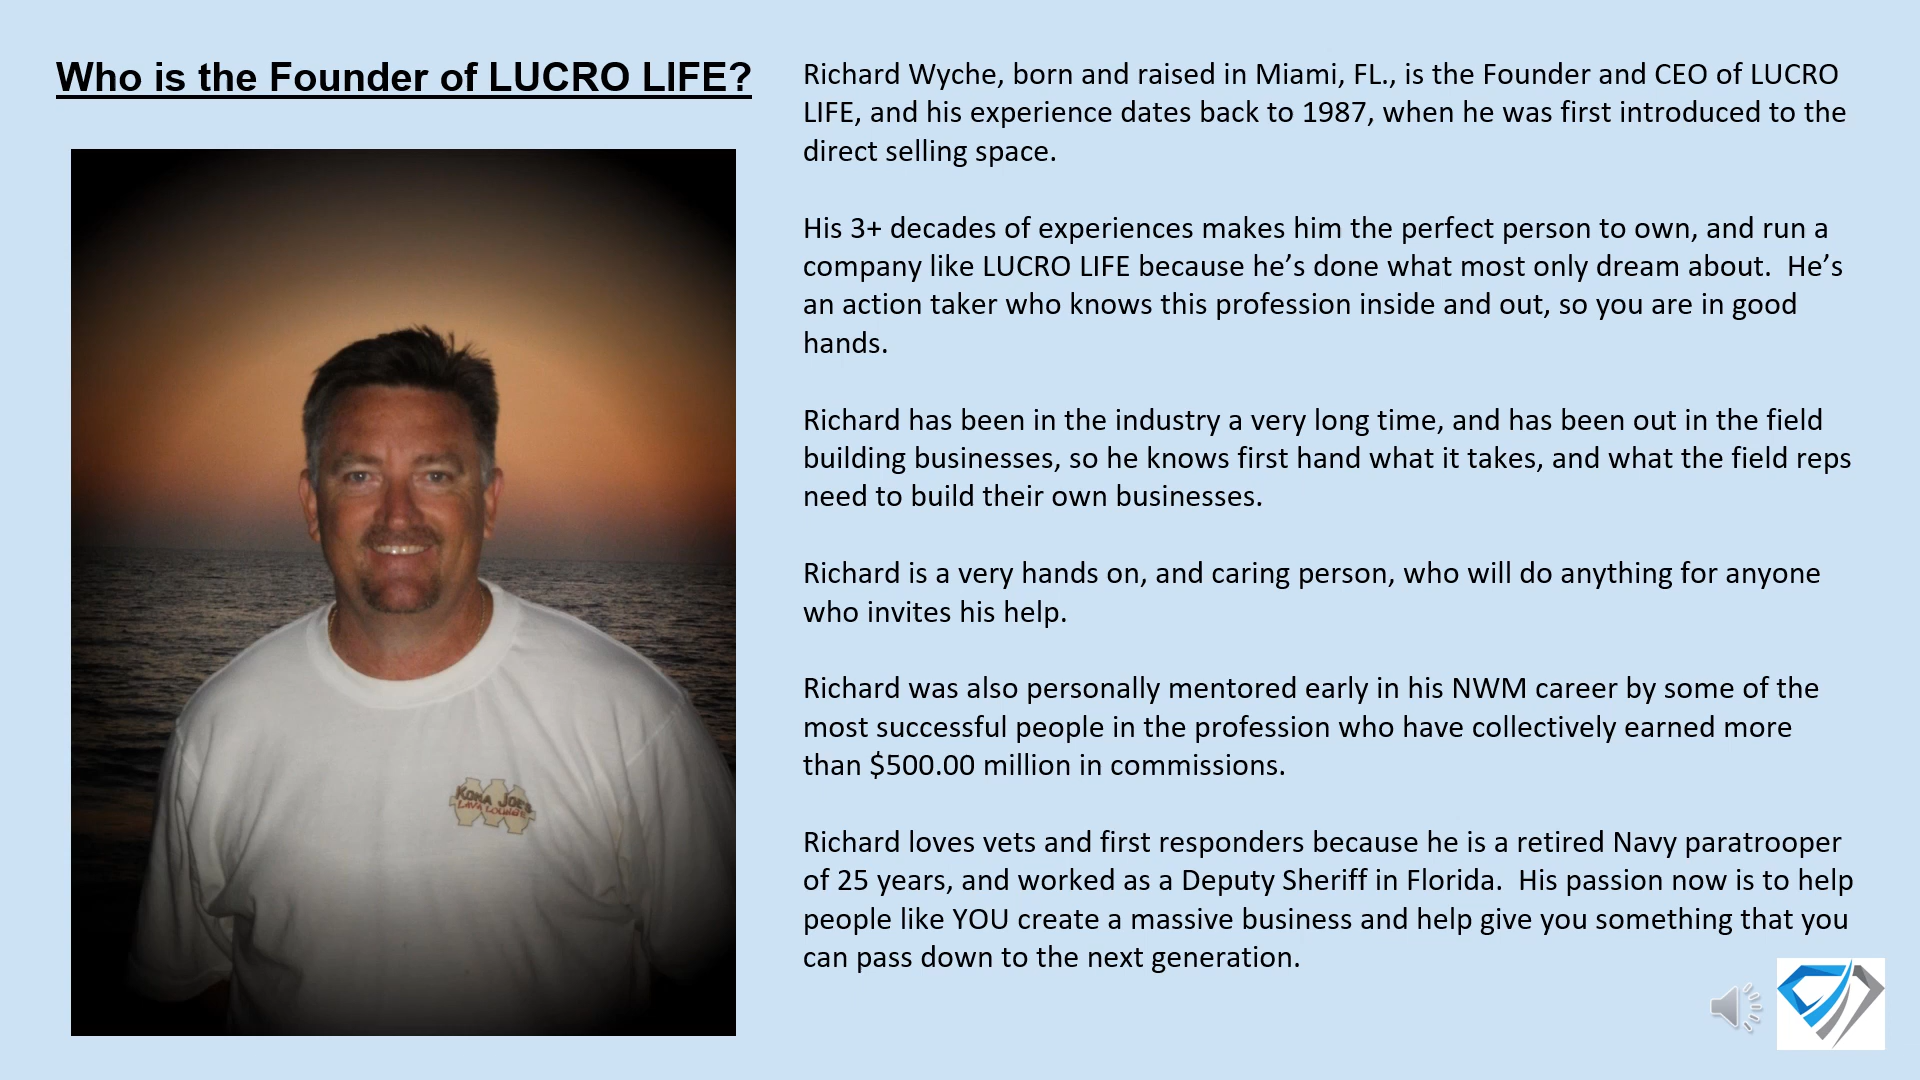 Who is the Founder of LUCRO LIFE?
Richard Wyche, born and raised in Miami, FL., is the Founder and CEO of LUCRO
LIFE, and his experience dates back to 1987, when he was first introduced to the
direct selling space.
His 3+ decades of experiences makes him the perfect person to own, and run a
company like LUCRO LIFE because he’s done what most only dream about.  He’s
an action taker who knows this profession inside and out, so you are in good
hands.
Richard has been in the industry a very long time, and has been out in the field
building businesses, so he knows first hand what it takes, and what the field reps
need to build their own businesses.
Richard is a very hands on, and caring person, who will do anything for anyone
who invites his help.
Richard was also personally mentored early in his NWM career by some of the
most successful people in the profession who have collectively earned more
than $500.00 million in commissions.
Richard loves vets and first responders because he is a retired Navy paratrooper
of 25 years, and worked as a Deputy Sheriff in Florida.  His passion now is to help
people like YOU create a massive business and help give you something that you
can pass down to the next generation.
KONA JOE'S
LAVA LOUNGE